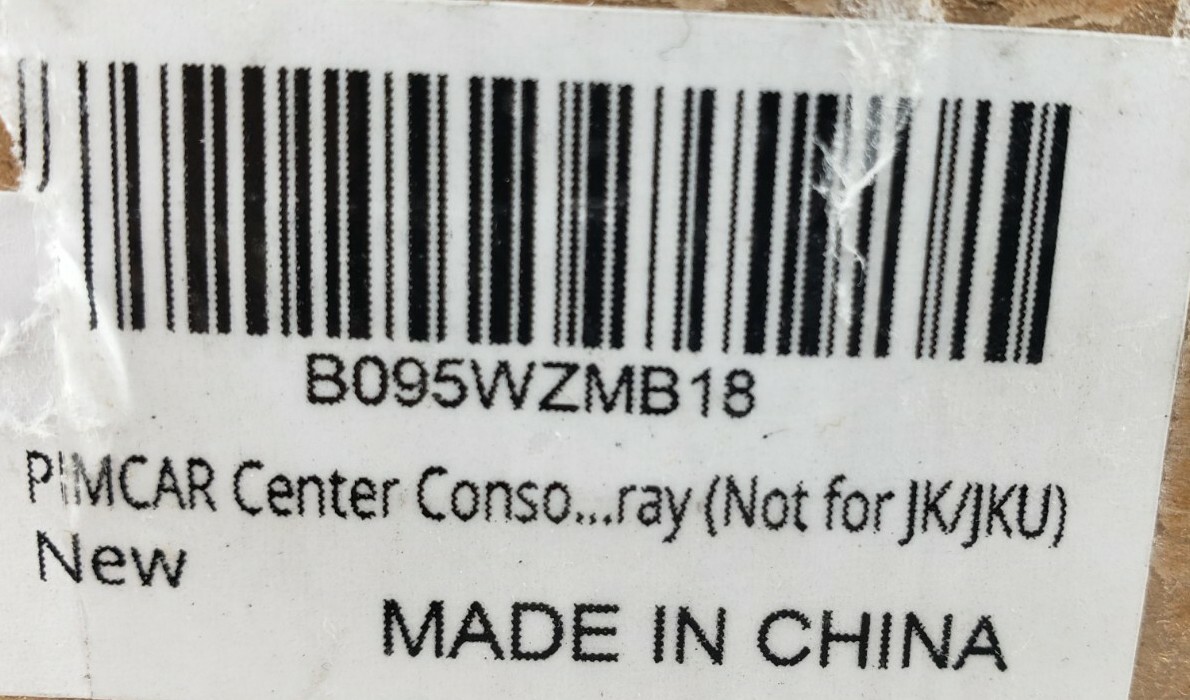 B095WZMB18
PIMCAR Center Conso...ray (Not for JK/JKU)
New
MADE IN CHINA